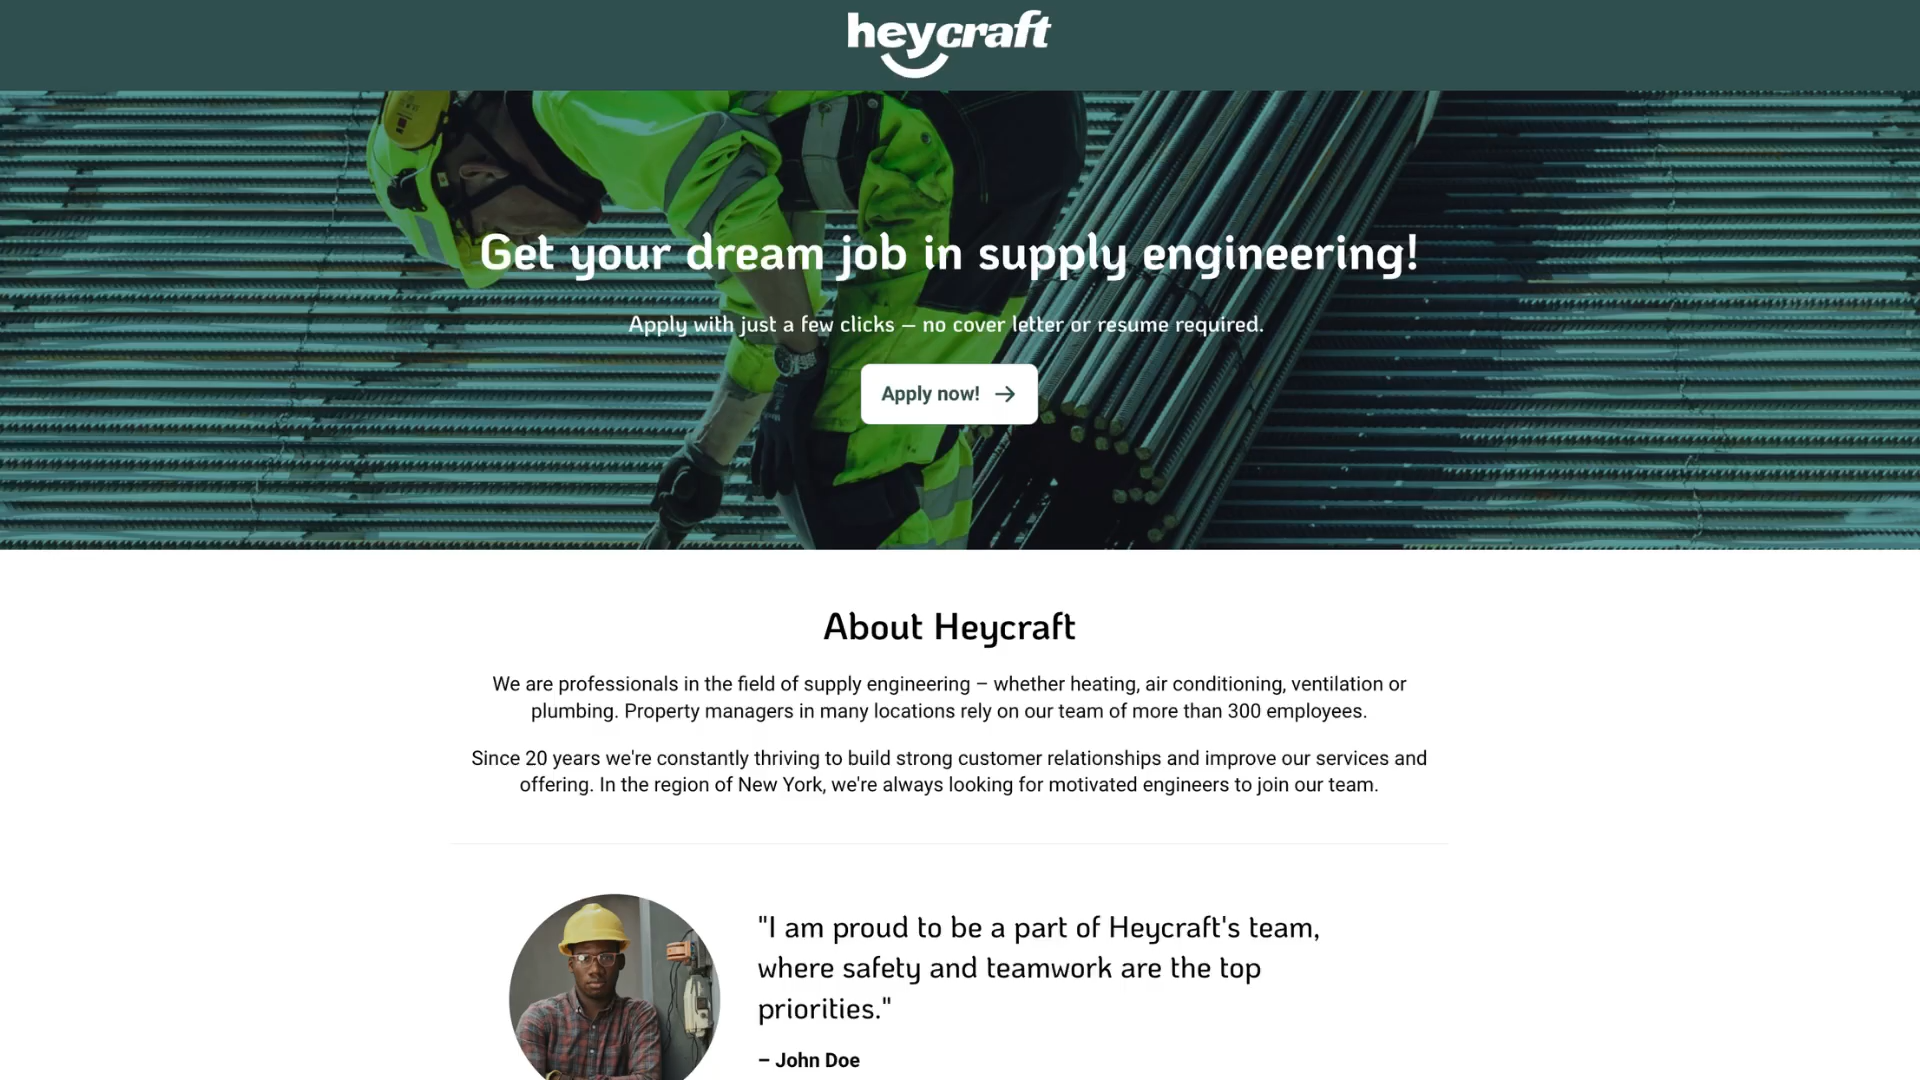 heycraft
Get your dream job in supply engineering!
Apply with just a few clicks – no cover letter or resume required.
Apply now!
About Heycraft
We are professionals in the field of supply engineering – whether heating, air conditioning, ventilation or
plumbing. Property managers in many locations rely on our team of more than 300 employees.
Since 20 years we're constantly thriving to build strong customer relationships and improve our services and
offering. In the region of New York, we're always looking for motivated engineers to join our team.
"I am proud to be a part of Heycraft's team,
where safety and teamwork are the top
priorities."
– John Doe